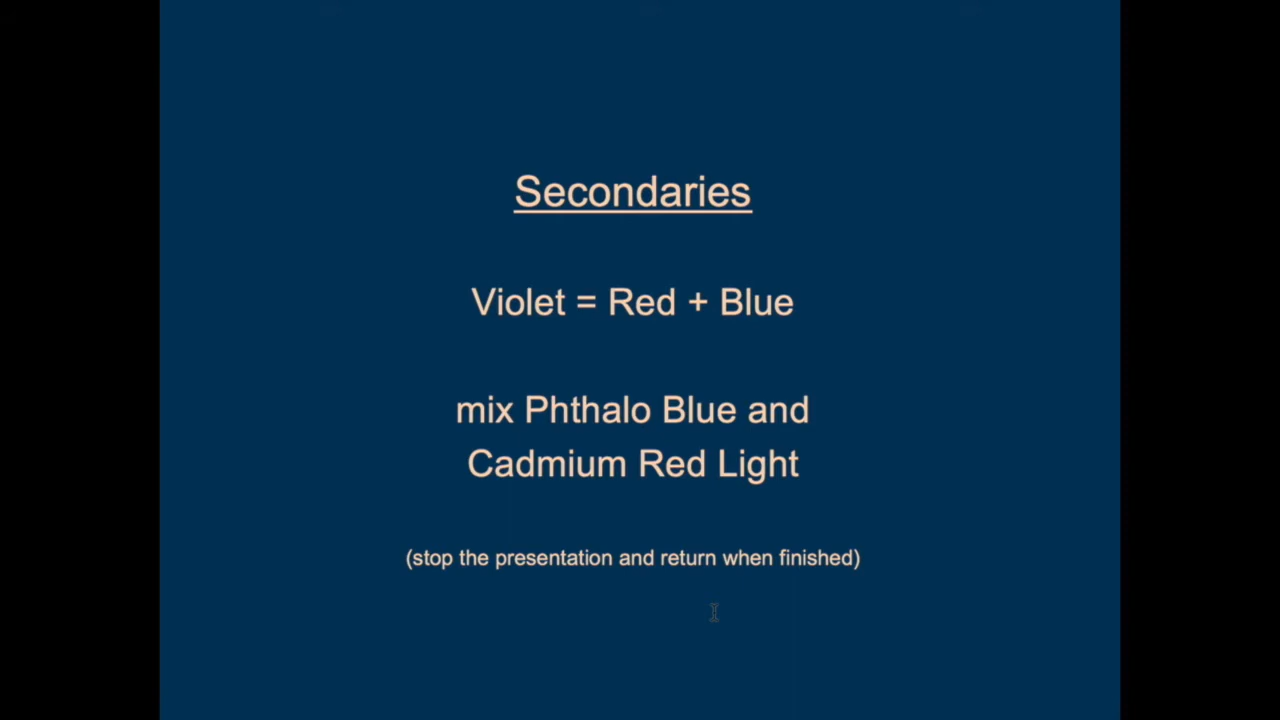 Secondaries
Violet = Red + Blue
mix Phthalo Blue and
Cadmium Red Light
(stop the presentation and return when finished)